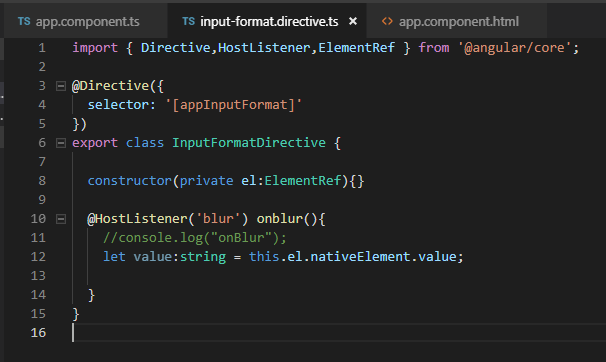 TS app.component.ts TS input-format.directive.ts × <> app.component.html
1 import { Directive,HostListener,ElementRef } from '@angular/core';
2
3 @Directive({
4 selector: '[appInputFormat]'
5 })
6 export class InputFormatDirective {
7
8 constructor(private el:ElementRef){}
9
10 @HostListener('blur') onblur(){
11 //console.log("onBlur");
12 let value:string = this.el.nativeElement.value;
13
14 }
15 }
16